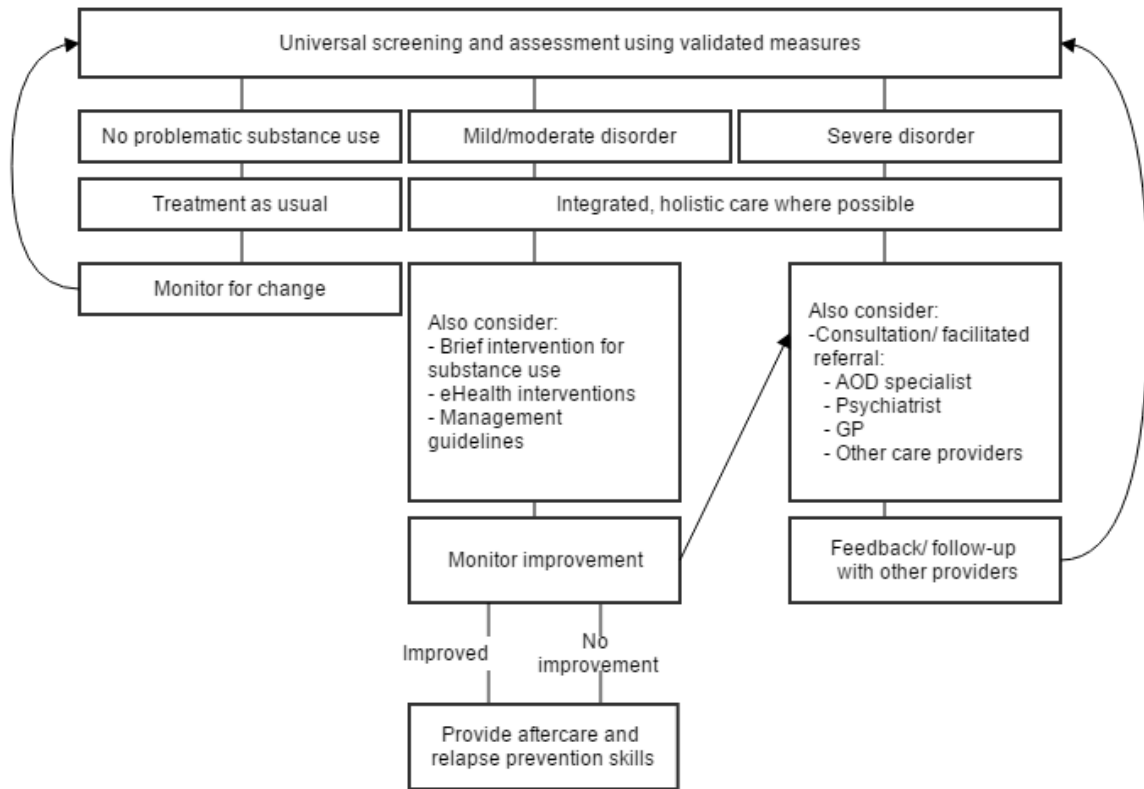 Universal screening and assessment using validated measures
No problematic substance use
Mild/moderate disorder
Severe disorder
Treatment as usual
Integrated, holistic care where possible
Monitor for change
Also consider:
- Brief intervention for
substance use
- eHealth interventions
- Management
guidelines
Also consider:
-Consultation/ facilitated
referral:
- AOD specialist
- Psychiatrist
- GP
- Other care providers
Monitor improvement
Feedback/ follow-up
with other providers
Improved
No
improvement
Provide aftercare and
relapse prevention skills